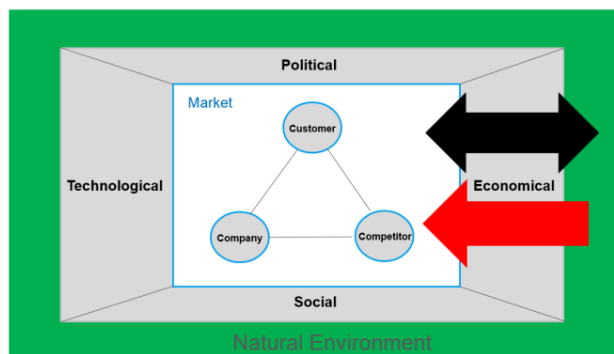 Political
Market
Customer
Technological
Economical
Company
Competitor
Social
Natural Environment